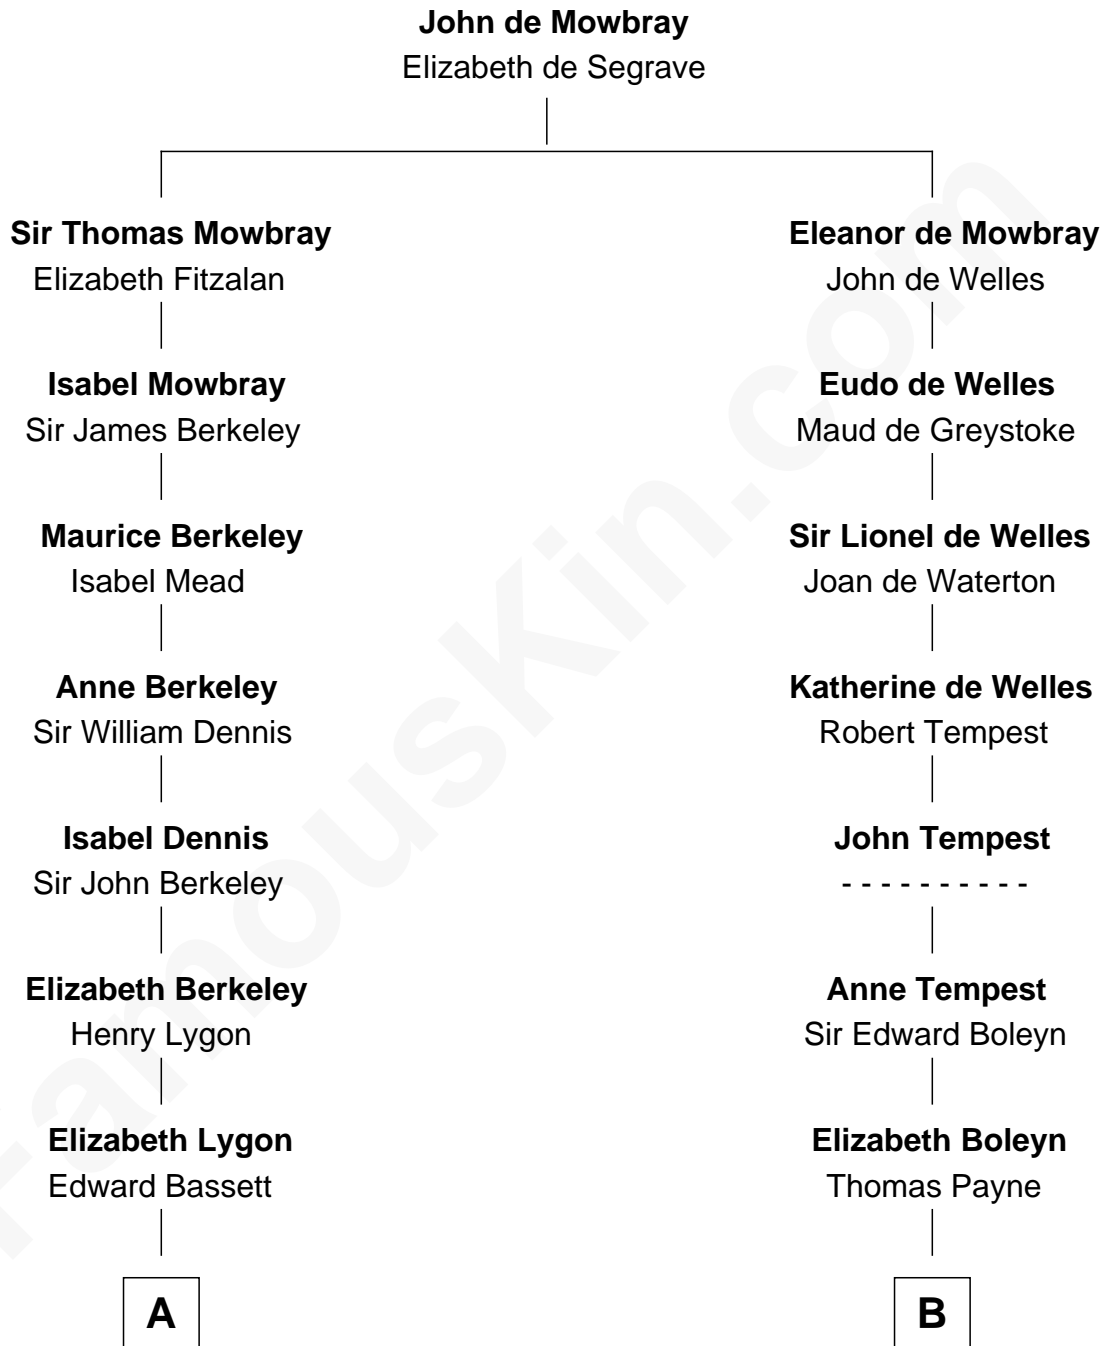 John de Mowbray
Elizabeth de Segrave
Sir Thomas Mowbray
Elizabeth Fitzalan
Isabel Mowbray
Sir James Berkeley
Maurice Berkeley
Isabel Mead
Anne Berkeley
Sir William Dennis
Isabel Dennis
Sir John Berkeley
Elizabeth Berkeley
Henry Lygon
Elizabeth Lygon
Edward Bassett
A
Eleanor de Mowbray
John de Welles
Eudo de Welles
Maud de Greystoke
Sir Lionel de Welles
Joan de Waterton
Katherine de Welles
Robert Tempest
John Tempest
- - - - - - - - - -
Anne Tempest
Sir Edward Boleyn
Elizabeth Boleyn
Thomas Payne
B
FamousKin.com